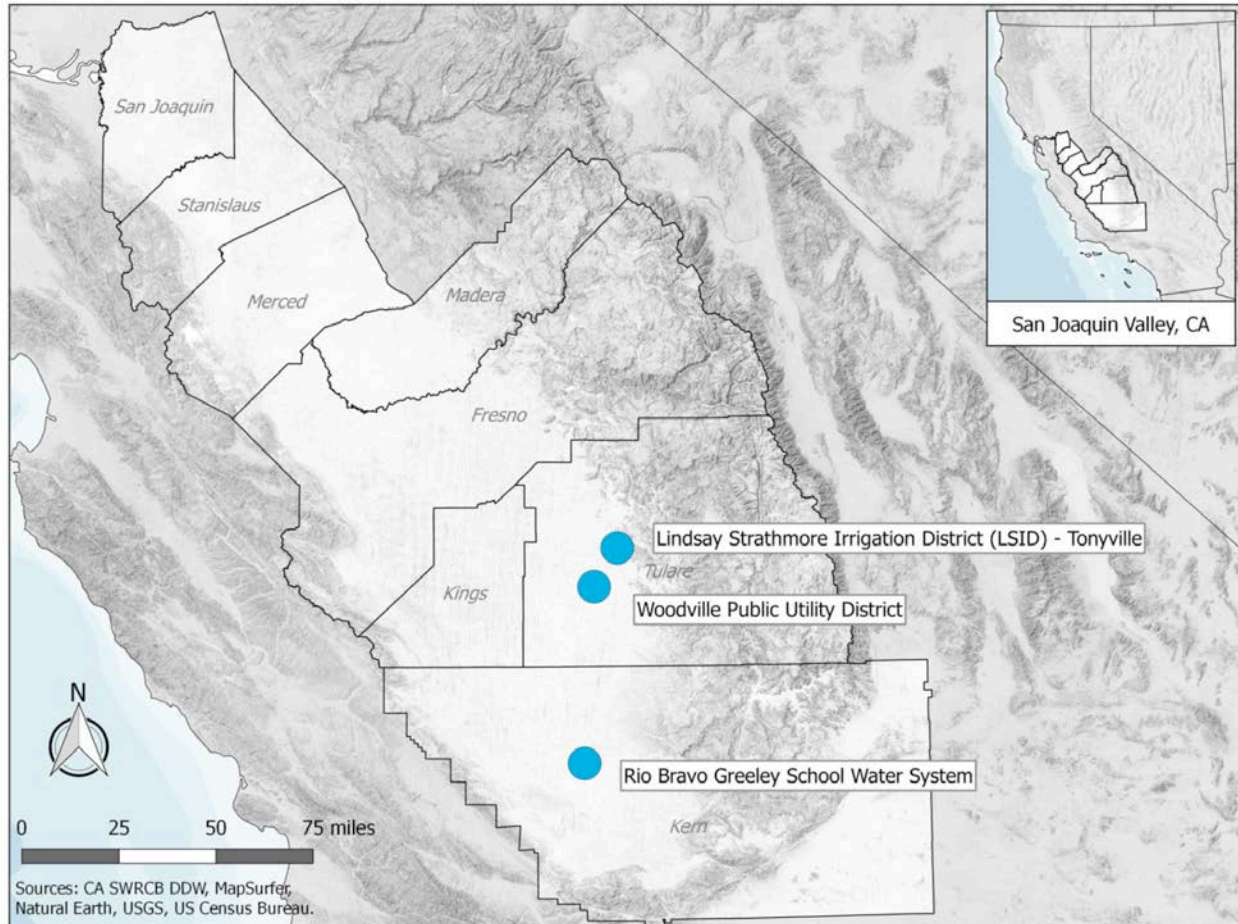 San Joaquin
Stanislaus
Merced
Madera
Fresno
San Joaquin Valley, CA
Lindsay Strathmore Irrigation District (LSID) - Tonyville
Tulare
Kings
Woodville Public Utility District
N
Rio Bravo Greeley School Water System
Kern
0 25 50 75 miles
Sources: CA SWRCB DDW, MapSurfer,
Natural Earth, USGS, US Census Bureau.